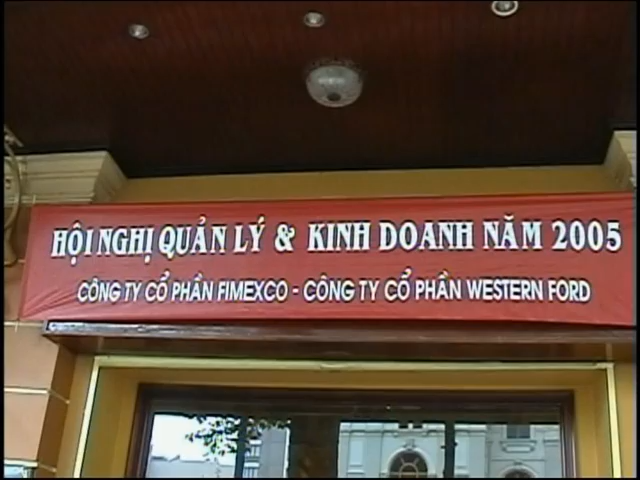 HỘI NGHỊ QUẢN LÝ & KINH DOANH NĂM 2005
CÔNG TY CỔ PHẦN FIMEXCO - CÔNG TY CỔ PHẦN WESTERN FORD